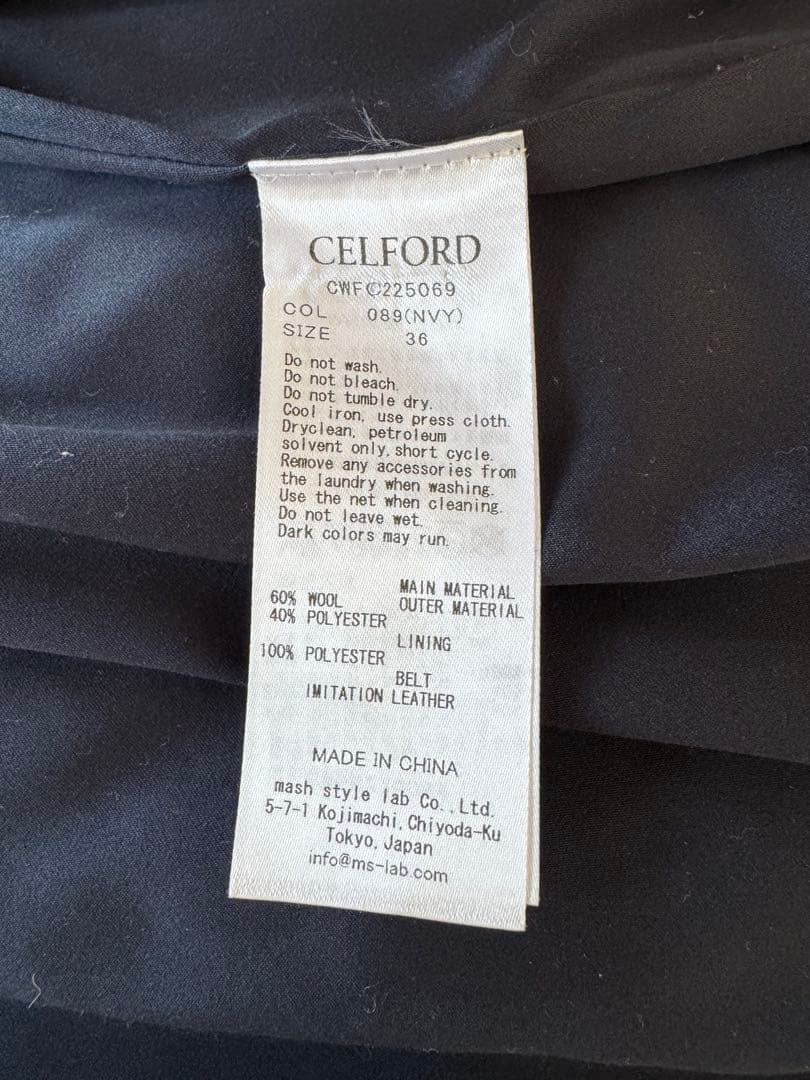 CELFORD
CWFC225069
COL 089(NVY)
SIZE 36
Do not wash.
Do not bleach.
Do not tumble dry.
Cool iron, use press cloth.
Dryclean, petroleum
solvent only, short cycle.
Remove any accessories from
the laundry when washing.
Use the net when cleaning.
Do not leave wet.
Dark colors may run.
MAIN MATERIAL
60% WOOL OUTER MATERIAL
40% POLYESTER
LINING
100% POLYESTER
BELT
IMITATION LEATHER
MADE IN CHINA
mash style lab Co.,Ltd.
5-7-1 Kojimachi, Chiyoda-Ku
Tokyo, Japan
info@ms-lab.com